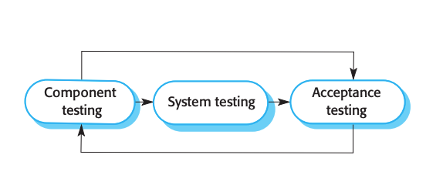 Component
testing
System testing
Acceptance
testing